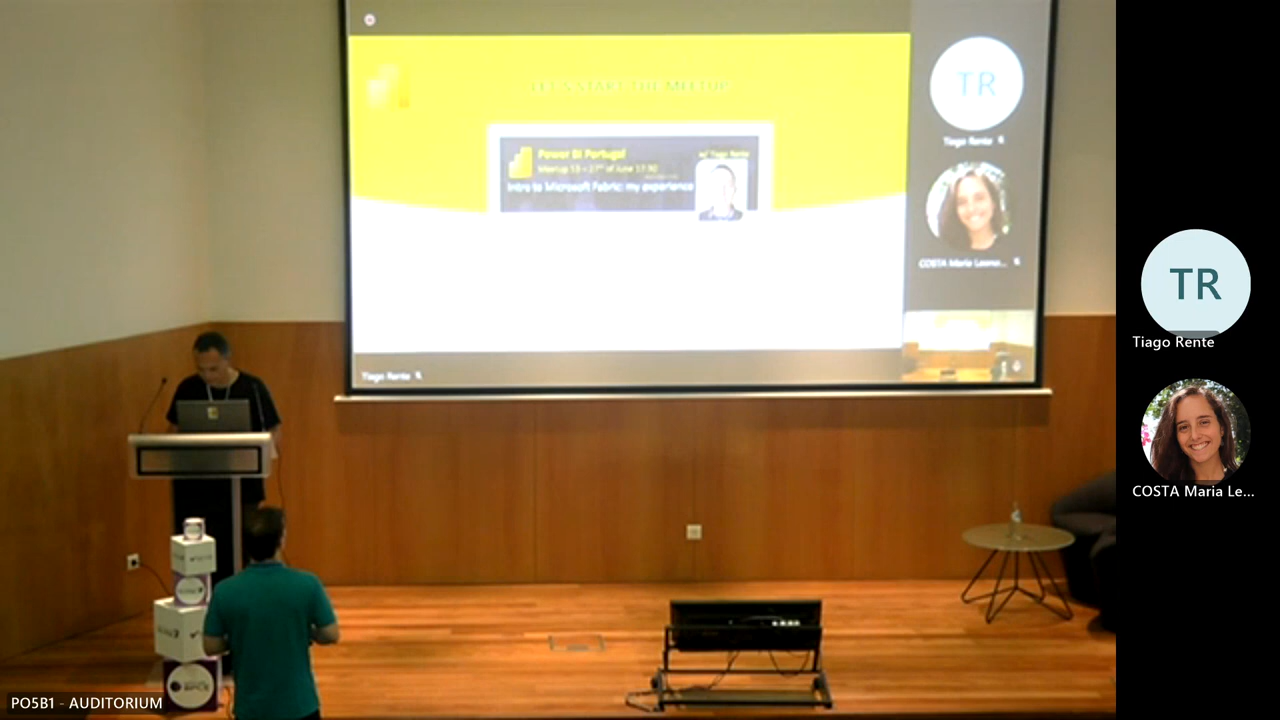 LET'S START THE MEETUP
Power BI Portugal
w/ Tiago Rente
Meetup 53 - 27th of June 17:30
Intro to Microsoft Fabric: my experience
TR
Tiago Rente
COSTA Maria Leono...
Tiago Rente
TR
Tiago Rente
COSTA Maria Le...
PO5B1 - AUDITORIUM